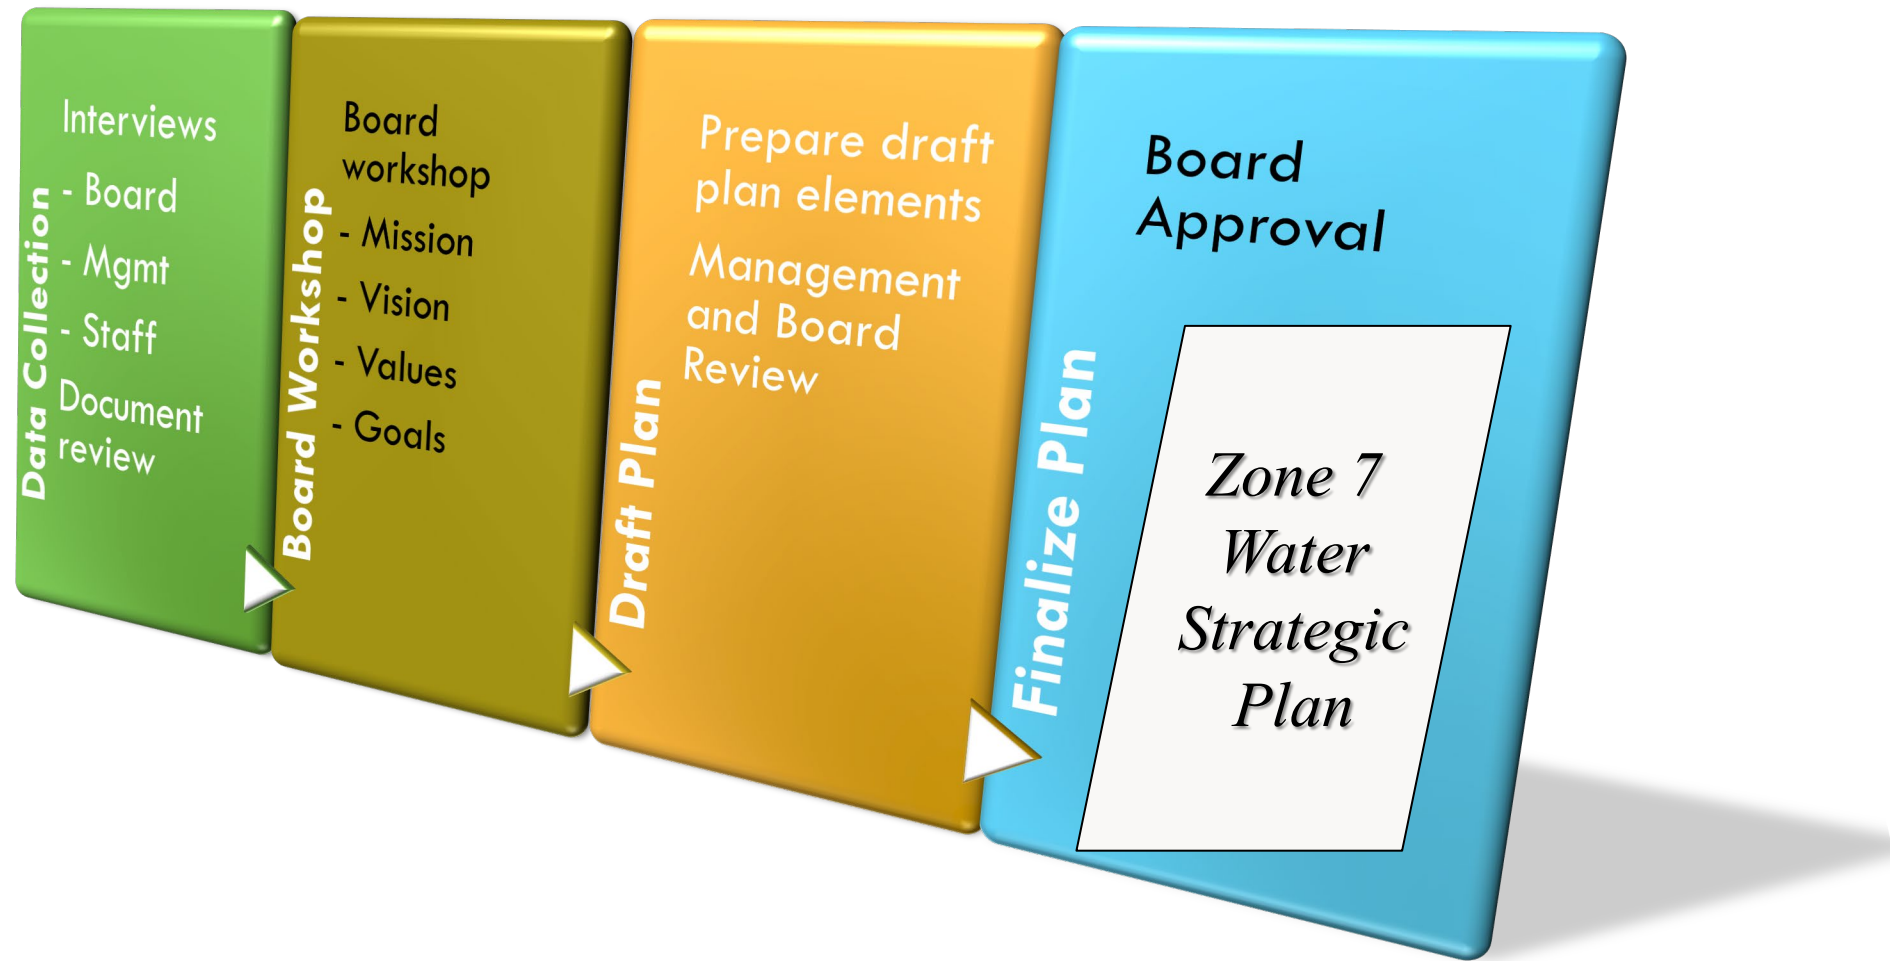 Data Collection
Interviews
- Board
- Mgmt
- Staff
Document
review
Board Workshop
Board
workshop
- Mission
- Vision
- Values
- Goals
Draft Plan
Prepare draft
plan elements
Management
and Board
Review
Finalize Plan
Board
Approval
Zone 7
Water
Strategic
Plan